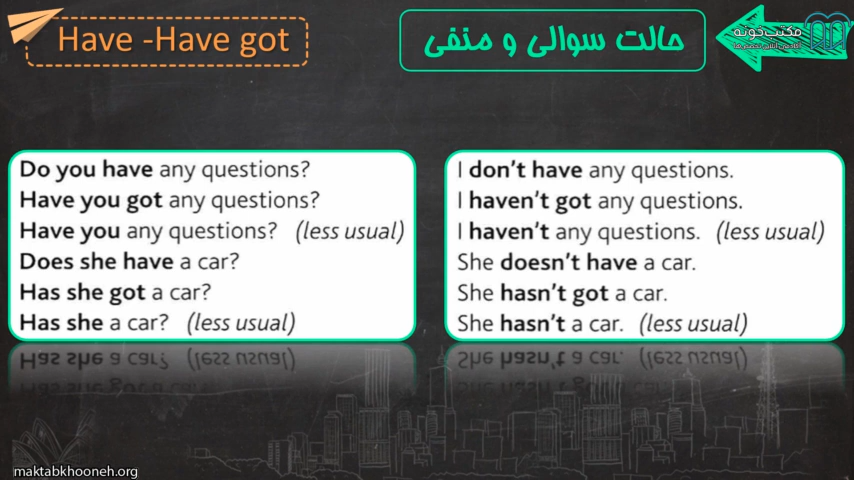 Have -Have got
حالت سوالی و منفی
مکتب‌خونه
Do you have any questions?
Have you got any questions?
Have you any questions? (less usual)
Does she have a car?
Has she got a car?
Has she a car? (less usual)
I don't have any questions.
I haven't got any questions.
I haven't any questions. (less usual)
She doesn't have a car.
She hasn't got a car.
She hasn't a car. (less usual)
maktabkhooneh.org